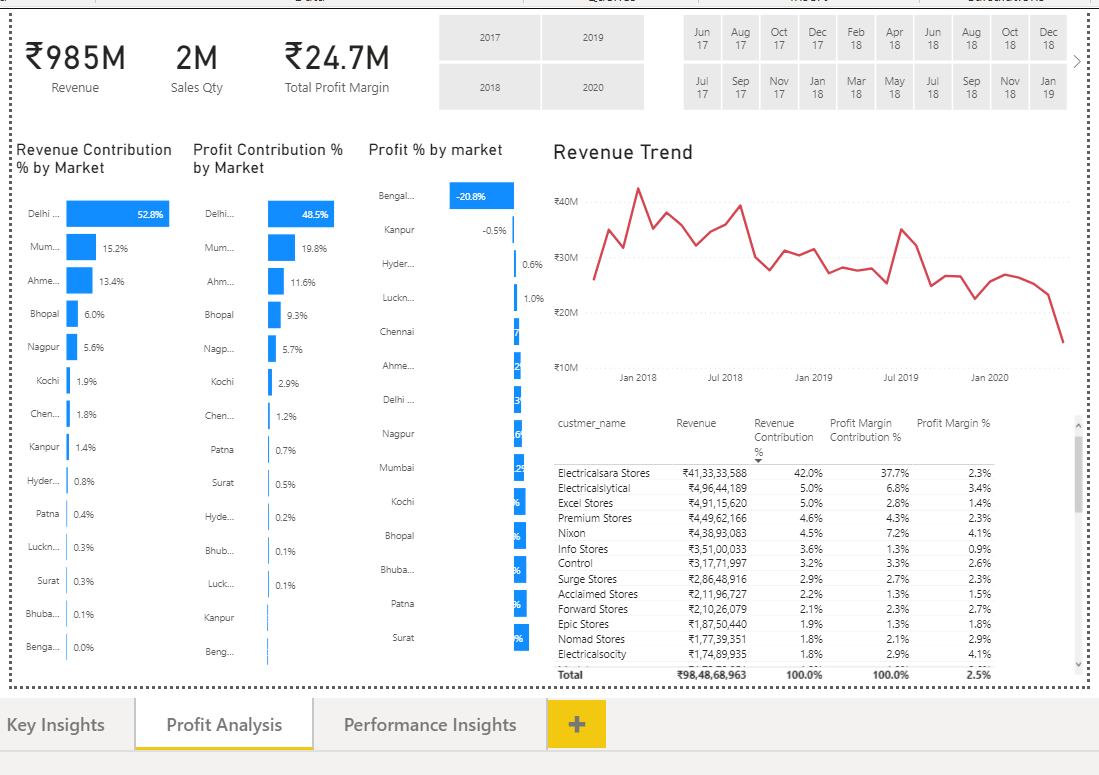 ₹985M
Revenue
2M
Sales Qty
₹24.7M
Total Profit Margin
2017
2019
2018
2020
Jun 17
Aug 17
Oct 17
Dec 17
Feb 18
Apr 18
Jun 18
Aug 18
Oct 18
Dec 18
Jul 17
Sep 17
Nov 17
Jan 18
Mar 18
May 18
Jul 18
Sep 18
Nov 18
Jan 19
Revenue Contribution
% by Market
Delhi ... 52.8%
Mum... 15.2%
Ahme... 13.4%
Bhopal 6.0%
Nagpur 5.6%
Kochi 1.9%
Chen... 1.8%
Kanpur 1.4%
Hyder... 0.8%
Patna 0.4%
Luckn... 0.3%
Surat 0.3%
Bhuba... 0.1%
Benga... 0.0%
Profit Contribution %
by Market
Delhi... 48.5%
Mum... 19.8%
Ahm... 11.6%
Bhopal 9.3%
Nagp... 5.7%
Kochi 2.9%
Chen... 1.2%
Patna 0.7%
Surat 0.5%
Hyde... 0.2%
Bhub... 0.1%
Luck... 0.1%
Kanpur
Beng...
Profit % by market
Bengal... -20.8%
Kanpur -0.5%
Hyder... 0.6%
Luckn... 1.0%
Chennai
Ahme...
Delhi ...
Nagpur
Mumbai
Kochi
Bhopal
Bhuba...
Patna
Surat
Revenue Trend
₹40M
₹30M
₹20M
₹10M
Jan 2018 Jul 2018 Jan 2019 Jul 2019 Jan 2020
custmer_name Revenue Revenue Contribution % Profit Margin Contribution % Profit Margin %
Electricalsara Stores ₹41,33,33,588 42.0% 37.7% 2.3%
Electricalslytical ₹4,96,44,189 5.0% 6.8% 3.4%
Excel Stores ₹4,91,15,620 5.0% 2.8% 1.4%
Premium Stores ₹4,49,62,166 4.6% 4.3% 2.3%
Nixon ₹4,38,93,083 4.5% 7.2% 4.1%
Info Stores ₹3,51,00,033 3.6% 1.3% 0.9%
Control ₹3,17,71,997 3.2% 3.3% 2.6%
Surge Stores ₹2,86,48,916 2.9% 2.7% 2.3%
Acclaimed Stores ₹2,11,96,727 2.2% 1.3% 1.5%
Forward Stores ₹2,10,26,079 2.1% 2.3% 2.7%
Epic Stores ₹1,87,50,440 1.9% 1.3% 1.8%
Nomad Stores ₹1,77,39,351 1.8% 2.1% 2.9%
Electricalsocity ₹1,74,89,935 1.8% 2.9% 4.1%
Total ₹98,48,68,963 100.0% 100.0% 2.5%
Key Insights
Profit Analysis
Performance Insights